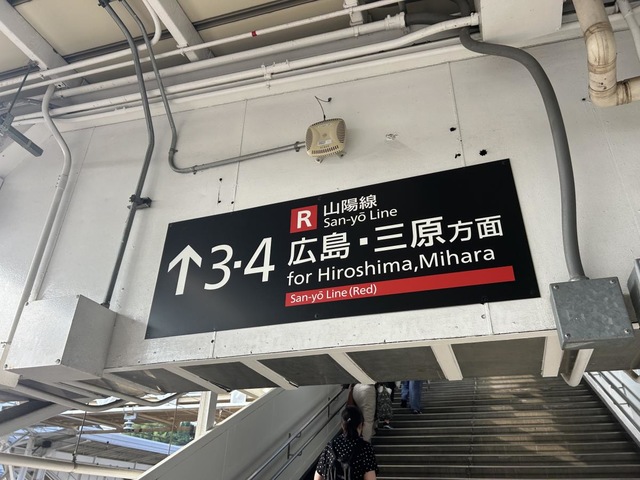 R 山陽線
San-yō Line
↑3·4 広島・三原方面
for Hiroshima,Mihara
San-yō Line (Red)